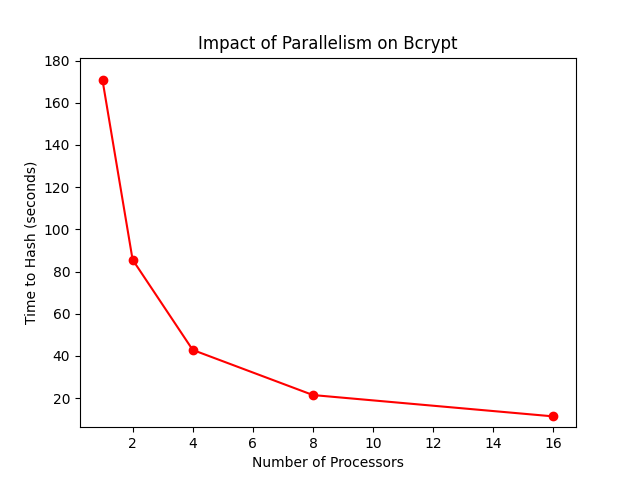 Impact of Parallelism on Bcrypt
180
160
140
120
100
80
60
40
20
Time to Hash (seconds)
2 4 6 8 10 12 14 16
Number of Processors